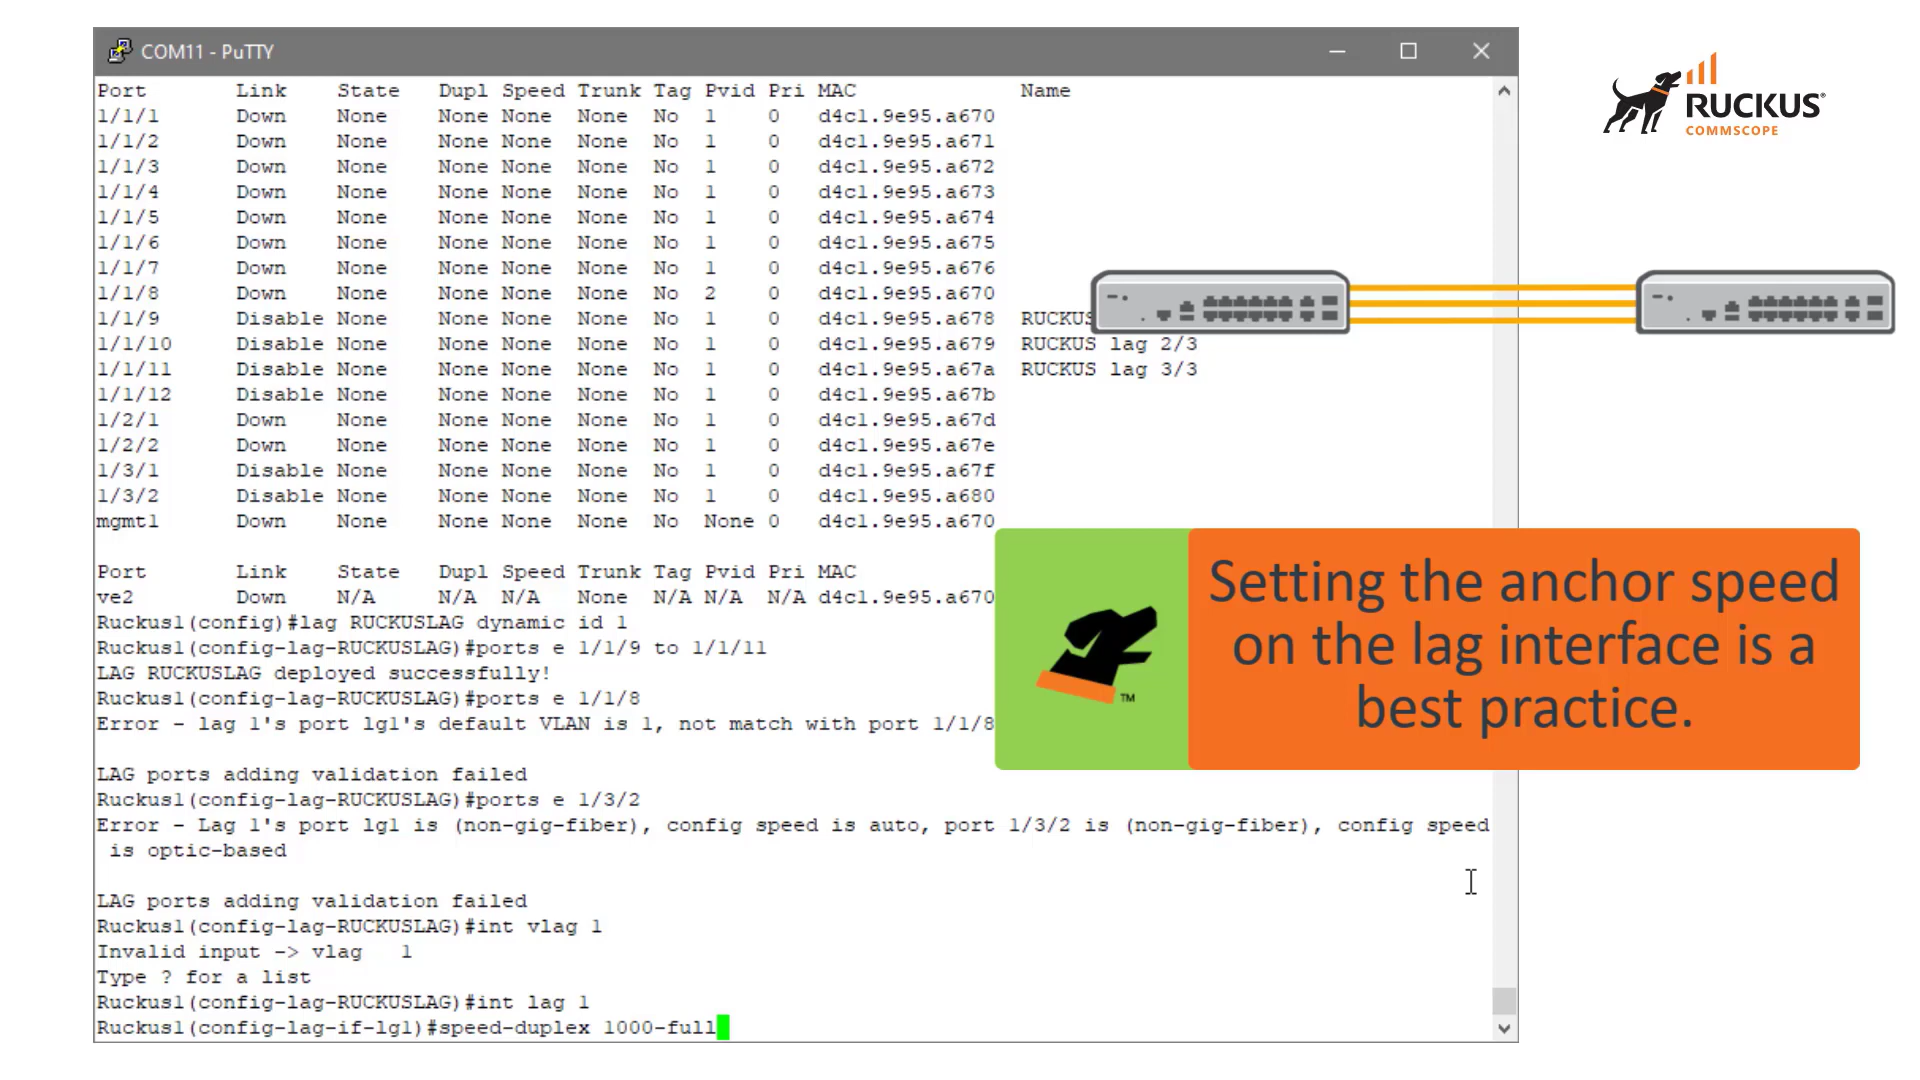 COM11 - PuTTY
Port Link State Dupl Speed Trunk Tag Pvid Pri MAC Name
1/1/1 Down None None None None No 1 0 d4c1.9e95.a670
1/1/2 Down None None None None No 1 0 d4c1.9e95.a671
1/1/3 Down None None None None No 1 0 d4c1.9e95.a672
1/1/4 Down None None None None No 1 0 d4c1.9e95.a673
1/1/5 Down None None None None No 1 0 d4c1.9e95.a674
1/1/6 Down None None None None No 1 0 d4c1.9e95.a675
1/1/7 Down None None None None No 1 0 d4c1.9e95.a676
1/1/8 Down None None None None No 2 0 d4c1.9e95.a670
1/1/9 Disable None None None None No 1 0 d4c1.9e95.a678 RUCKUS
1/1/10 Disable None None None None No 1 0 d4c1.9e95.a679 RUCKUS lag 2/3
1/1/11 Disable None None None None No 1 0 d4c1.9e95.a67a RUCKUS lag 3/3
1/1/12 Disable None None None None No 1 0 d4c1.9e95.a67b
1/2/1 Down None None None None No 1 0 d4c1.9e95.a67d
1/2/2 Down None None None None No 1 0 d4c1.9e95.a67e
1/3/1 Disable None None None None No 1 0 d4c1.9e95.a67f
1/3/2 Disable None None None None No 1 0 d4c1.9e95.a680
mgmt1 Down None None None None No None 0 d4c1.9e95.a670
Port Link State Dupl Speed Trunk Tag Pvid Pri MAC
ve2 Down N/A N/A N/A None N/A N/A N/A d4c1.9e95.a670
Ruckus1(config)#lag RUCKUSLAG dynamic id 1
Ruckus1(config-lag-RUCKUSLAG)#ports e 1/1/9 to 1/1/11
LAG RUCKUSLAG deployed successfully!
Ruckus1(config-lag-RUCKUSLAG)#ports e 1/1/8
Error - lag 1's port lg1's default VLAN is 1, not match with port 1/1/8
LAG ports adding validation failed
Ruckus1(config-lag-RUCKUSLAG)#ports e 1/3/2
Error - Lag 1's port lg1 is (non-gig-fiber), config speed is auto, port 1/3/2 is (non-gig-fiber), config speed
is optic-based
LAG ports adding validation failed
Ruckus1(config-lag-RUCKUSLAG)#int vlag 1
Invalid input -> vlag 1
Type ? for a list
Ruckus1(config-lag-RUCKUSLAG)#int lag 1
Ruckus1(config-lag-if-lg1)#speed-duplex 1000-full
RUCKUS®
COMMSCOPE
Setting the anchor speed
on the lag interface is a
best practice.
™